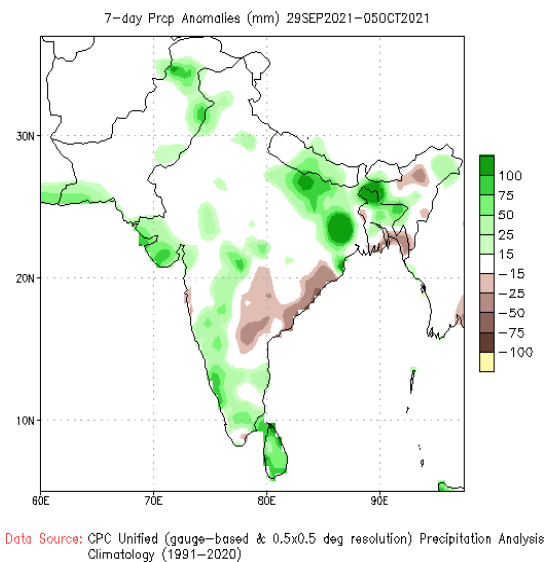 7-day Prcp Anomalies (mm) 29SEP2021-05OCT2021
30N
20N
10N
60E 70E 80E 90E
100
75
50
25
15
-15
-25
-50
-75
-100
Data Source: CPC Unified (gauge-based & 0.5x0.5 deg resolution) Precipitation Analysis
Climatology (1991-2020)